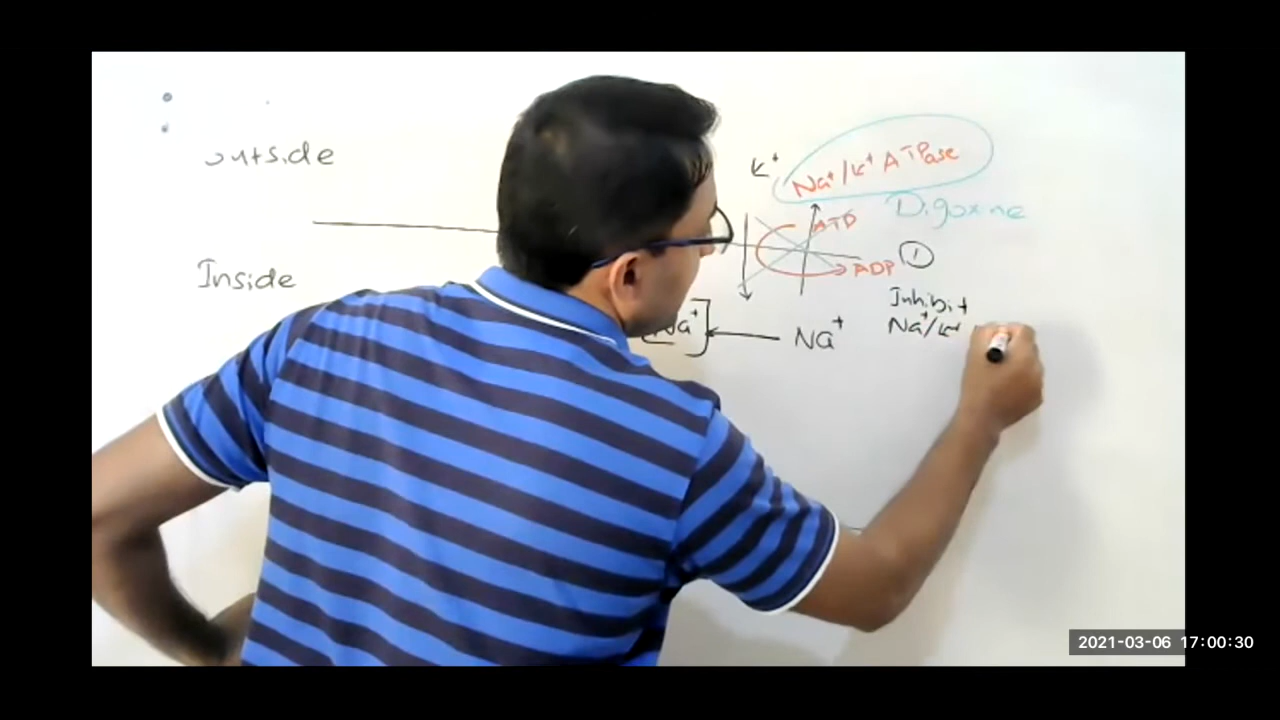 outside
K⁺
Na⁺/K⁺ ATPase
Digoxine
ATP
Inside
ADP
①
Inhibit
Na⁺/K⁺
[Na⁺]
Na⁺
2021-03-06 17:00:30